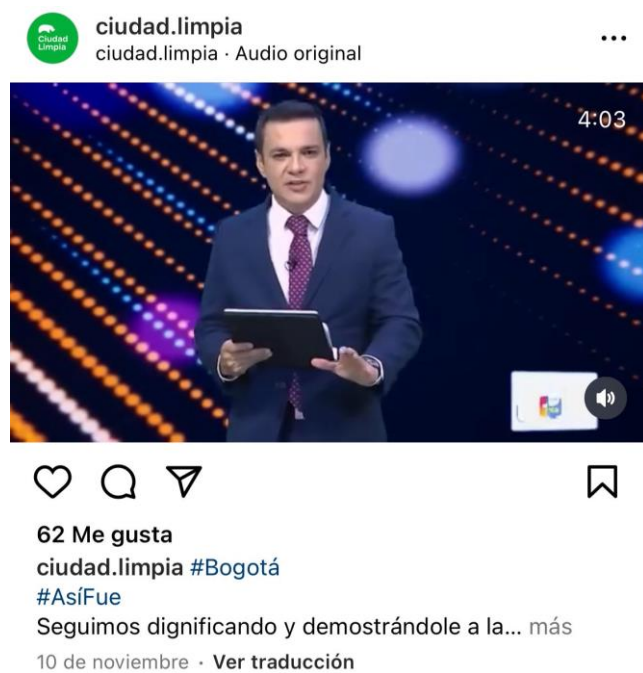 Ciudad
Limpia
ciudad.limpia
ciudad.limpia · Audio original
4:03
62 Me gusta
ciudad.limpia #Bogotá
#AsíFue
Seguimos dignificando y demostrándole a la... más
10 de noviembre · Ver traducción